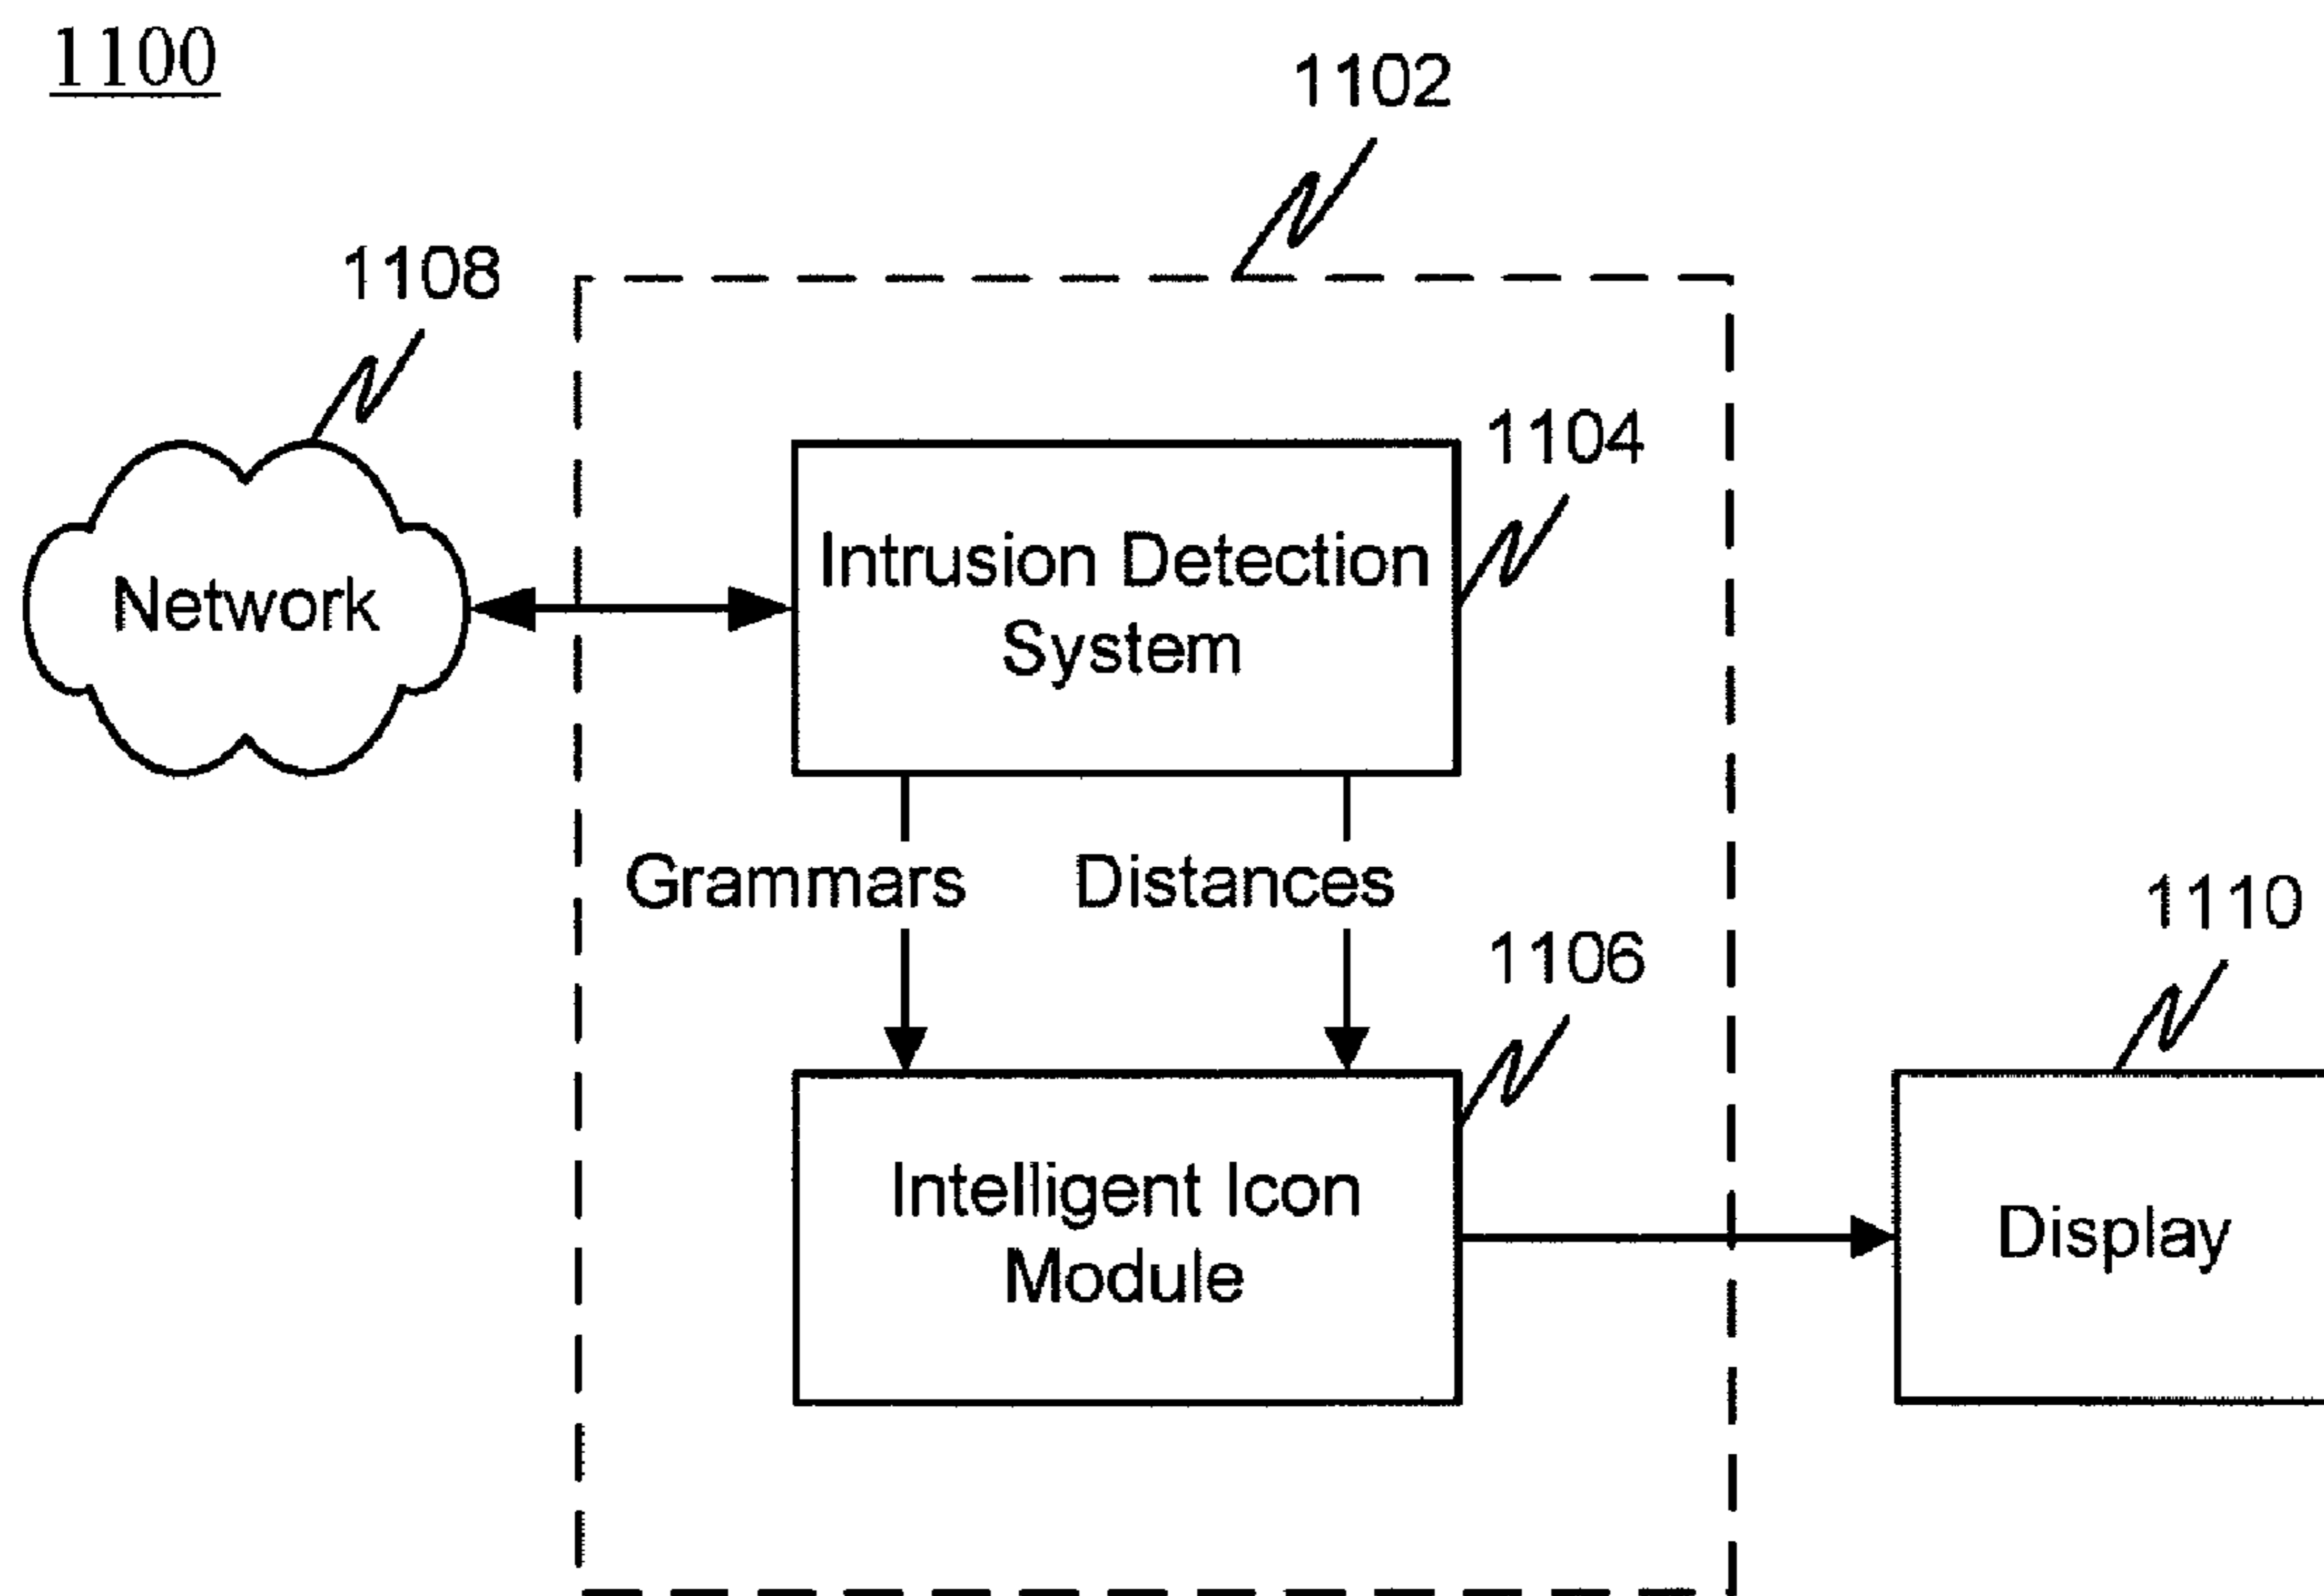 1100
1102
1108
1104
Intrusion Detection
System
Network
Grammars
Distances
1110
1106
Intelligent Icon
Module
Display